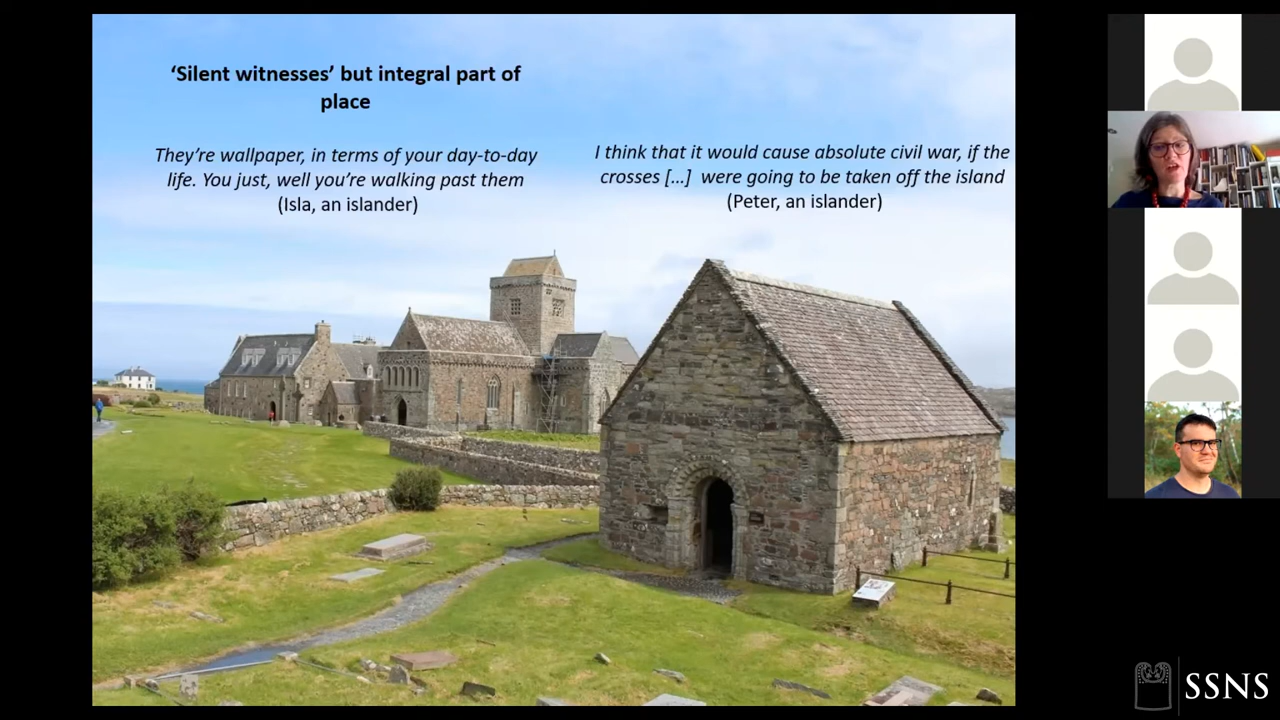 ‘Silent witnesses’ but integral part of
place
They’re wallpaper, in terms of your day-to-day
life. You just, well you’re walking past them
(Isla, an islander)
I think that it would cause absolute civil war, if the
crosses [...]  were going to be taken off the island
(Peter, an islander)
SSNS